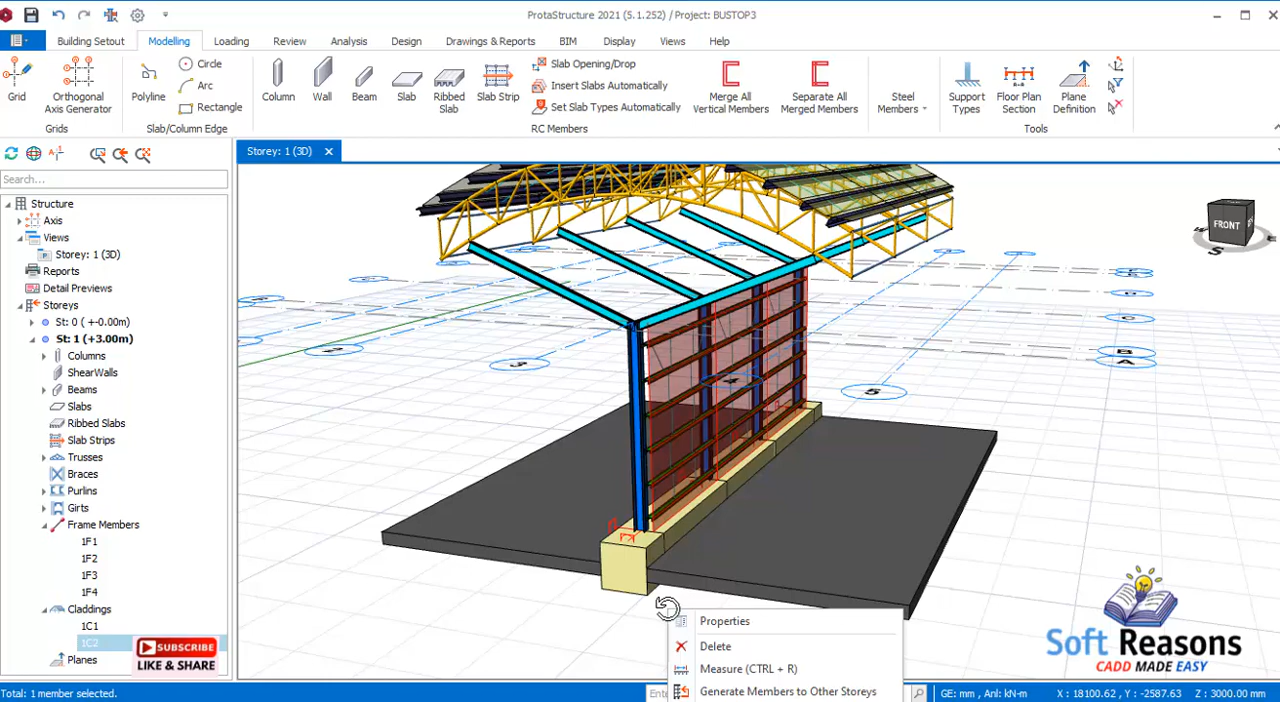 ProtaStructure 2021 (5.1.252) / Project: BUSTOP3
Building Setout Modelling Loading Review Analysis Design Drawings & Reports BIM Display Views Help
Grid
Orthogonal
Axis Generator
Grids
Polyline
Circle
Arc
Rectangle
Slab/Column Edge
Column
Wall
Beam
Slab
Ribbed
Slab
Slab Strip
Slab Opening/Drop
Insert Slabs Automatically
Set Slab Types Automatically
Merge All
Vertical Members
Separate All
Merged Members
RC Members
Steel
Members
Support
Types
Floor Plan
Section
Plane
Definition
Tools
Storey: 1 (3D)
Search...
Structure
Axis
Views
Storey: 1 (3D)
Reports
Detail Previews
Storeys
St: 0 ( +-0.00m)
St: 1 (+3.00m)
Columns
ShearWalls
Beams
Slabs
Ribbed Slabs
Slab Strips
Trusses
Braces
Purlins
Girts
Frame Members
1F1
1F2
1F3
1F4
Claddings
1C1
1C2
Planes
SUBSCRIBE
LIKE & SHARE
FRONT
S
C
B
A
5
Properties
Delete
Measure (CTRL + R)
Generate Members to Other Storeys
Soft Reasons
CADD MADE EASY
Total: 1 member selected.
GE: mm , Anl: kN-m
X : 18100.62 , Y : -2587.63
Z : 3000.00 mm